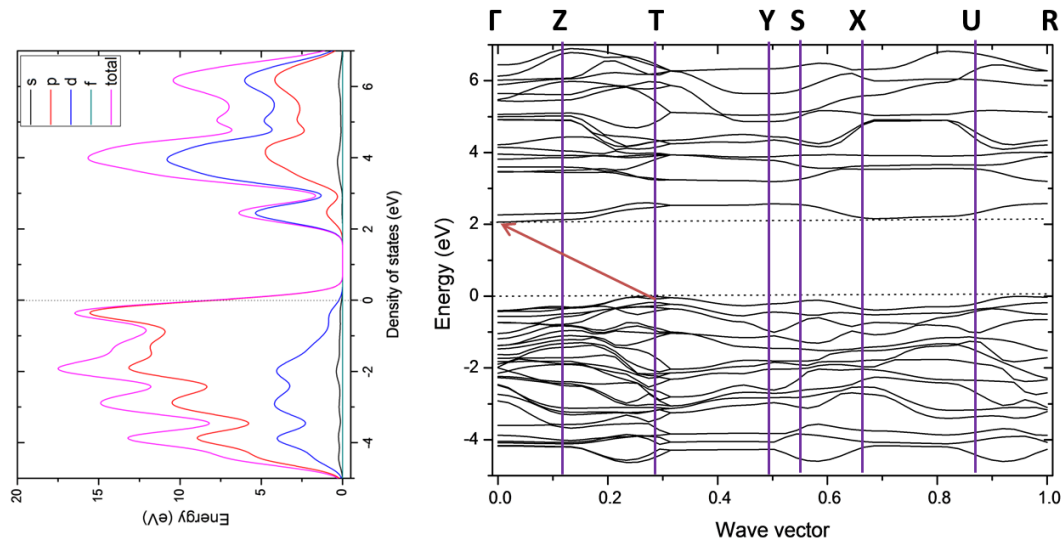 Γ Z T Y S X U R
s
p
d
f
total
6
4
2
0
-2
-4
Density of states (eV)
20 15 10 5 0
Energy (eV)
6
4
2
0
-2
-4
Energy (eV)
0.0 0.2 0.4 0.6 0.8 1.0
Wave vector